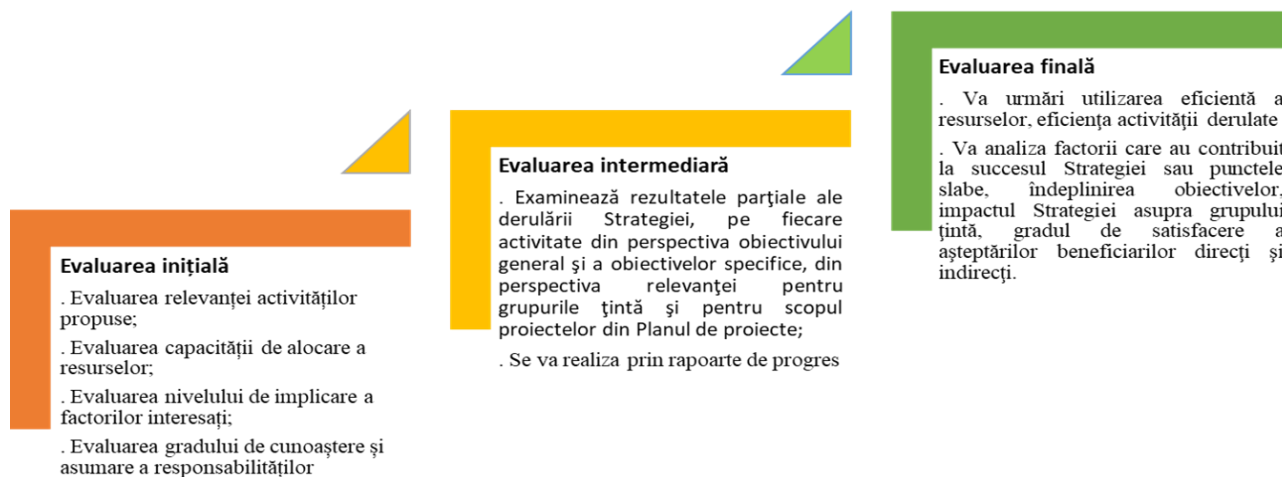 Evaluarea inițială
. Evaluarea relevanței activităților
propuse;
. Evaluarea capacității de alocare a
resurselor;
. Evaluarea nivelului de implicare a
factorilor interesați;
. Evaluarea gradului de cunoaștere și
asumare a responsabilităților
Evaluarea intermediară
. Examinează rezultatele parţiale ale
derulării Strategiei, pe fiecare
activitate din perspectiva obiectivului
general şi a obiectivelor specifice, din
perspectiva relevanţei pentru
grupurile ţintă şi pentru scopul
proiectelor din Planul de proiecte;
. Se va realiza prin rapoarte de progres
Evaluarea finală
. Va urmări utilizarea eficientă a
resurselor, eficienţa activităţii derulate
. Va analiza factorii care au contribuit
la succesul Strategiei sau punctele
slabe, îndeplinirea obiectivelor,
impactul Strategiei asupra grupului
ţintă, gradul de satisfacere a
aşteptărilor beneficiarilor direcţi şi
indirecţi.